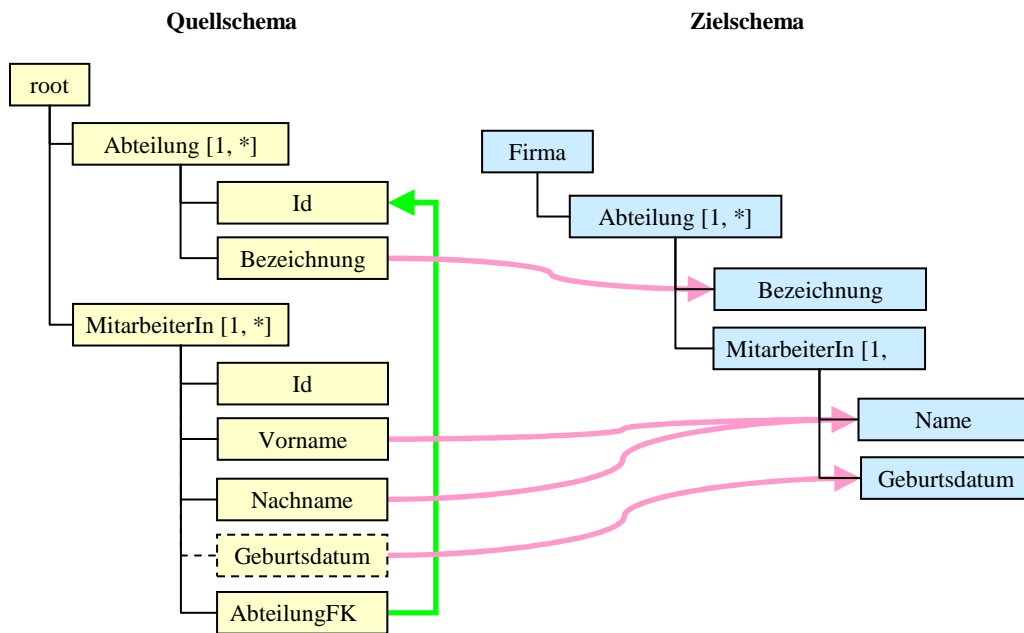 Quellschema
Zielschema
root
Abteilung [1, *]
Id
Bezeichnung
MitarbeiterIn [1, *]
Id
Vorname
Nachname
Geburtsdatum
AbteilungFK
Firma
Abteilung [1, *]
Bezeichnung
MitarbeiterIn [1,
Name
Geburtsdatum